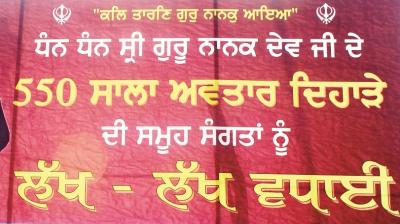 "ਕਲਿ ਤਾਰਣਿ ਗੁਰੂ ਨਾਨਕੁ ਆਇਆ"
ਧੰਨ ਧੰਨ ਸ੍ਰੀ ਗੁਰੂ ਨਾਨਕ ਦੇਵ ਜੀ ਦੇ
550 ਸਾਲਾ ਅਵਤਾਰ ਦਿਹਾੜੇ
ਦੀ ਸਮੂਹ ਸੰਗਤਾਂ ਨੂੰ
ਲੱਖ - ਲੱਖ ਵਧਾਈ